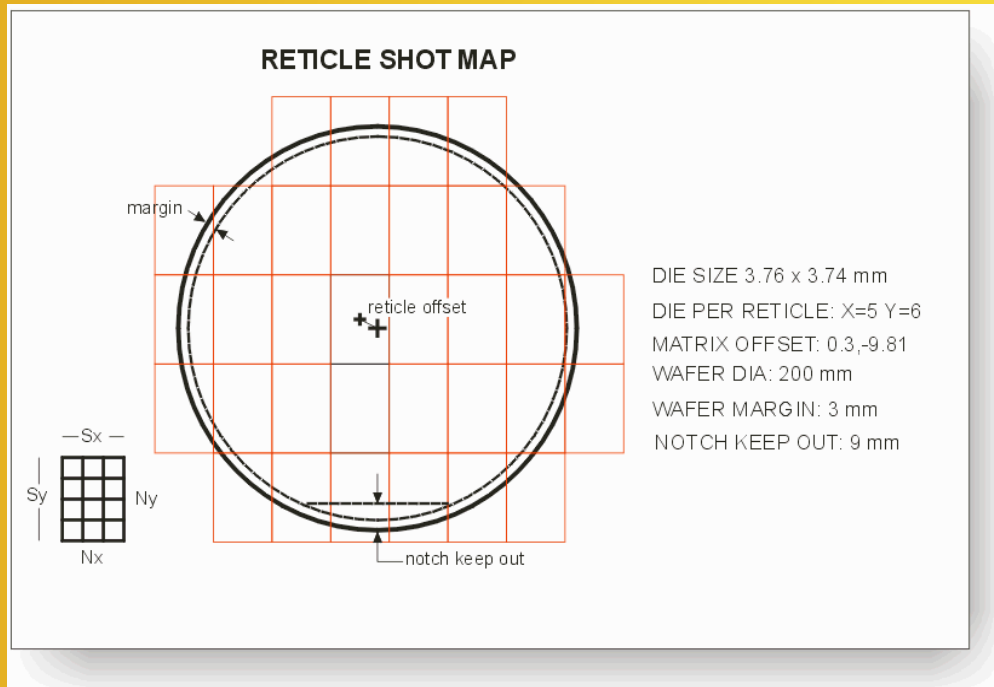 RETICLE SHOT MAP
margin
reticle offset
DIE SIZE 3.76 x 3.74 mm
DIE PER RETICLE: X=5 Y=6
MATRIX OFFSET: 0.3,-9.81
WAFER DIA: 200 mm
WAFER MARGIN: 3 mm
NOTCH KEEP OUT: 9 mm
Sx
Sy
Ny
Nx
notch keep out